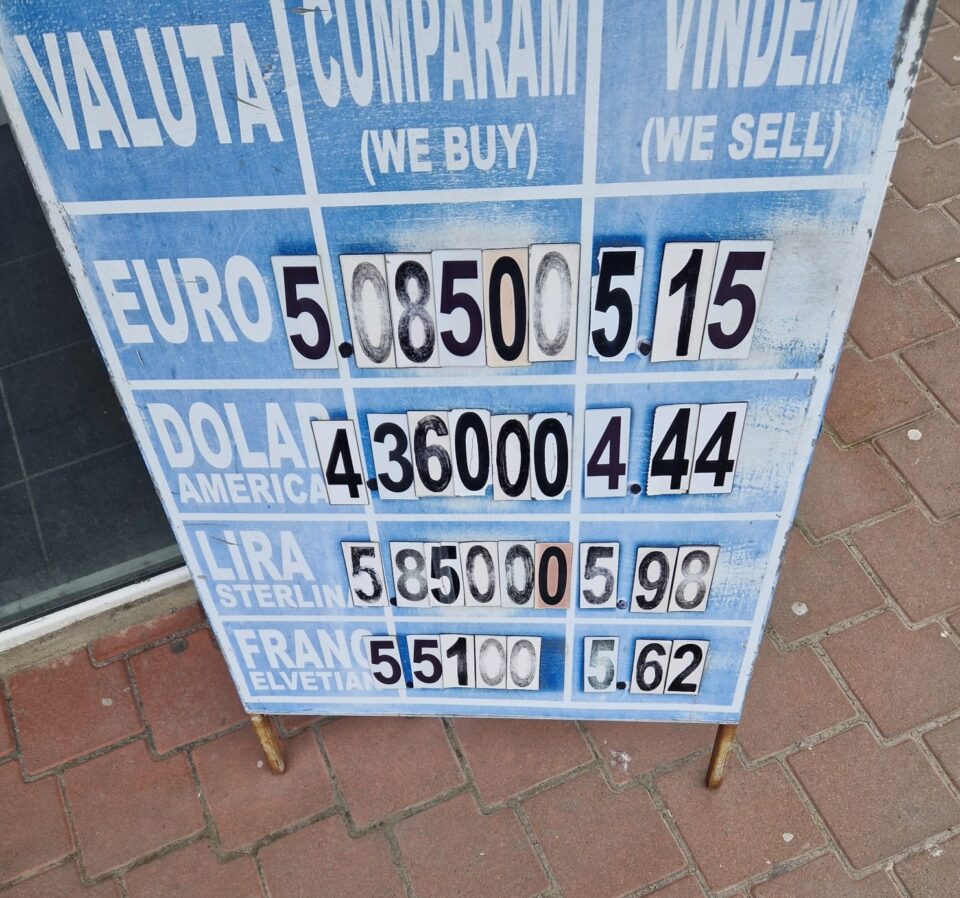 VALUTA CUMPARAM VINDEM
(WE BUY) (WE SELL)
EURO 5.08500 5.15
DOLAR 4.36000 4.44
AMERICA
LIRA 5.85000 5.98
STERLIN
FRANC 5.5100 5.62
ELVETIAN